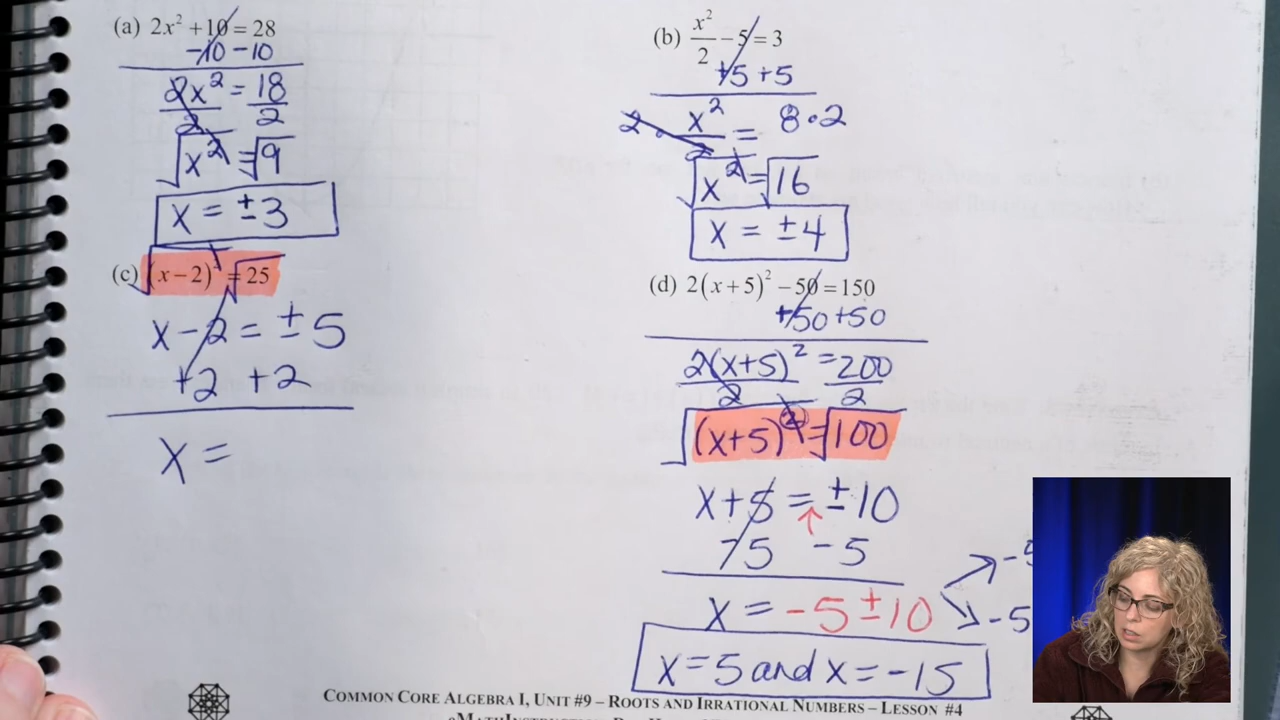 (a) 2x² + 10 = 28
-10 -10
2x² = 18
2 2
√x² = √9
x = ±3
(b) x²/2 - 5 = 3
+5 +5
2 · x²/2 = 8·2
√x² = √16
x = ±4
(c) √(x-2)² = √25
x - 2 = ±5
+2 +2
x =
(d) 2(x+5)² - 50 = 150
+50 +50
2(x+5)² = 200
2 2
√(x+5)² = √100
x + 5 = ±10
-5 -5
x = -5 ± 10
-5
-5
x = 5 and x = -15
COMMON CORE ALGEBRA I, UNIT #9 – ROOTS AND IRRATIONAL NUMBERS – LESSON #4